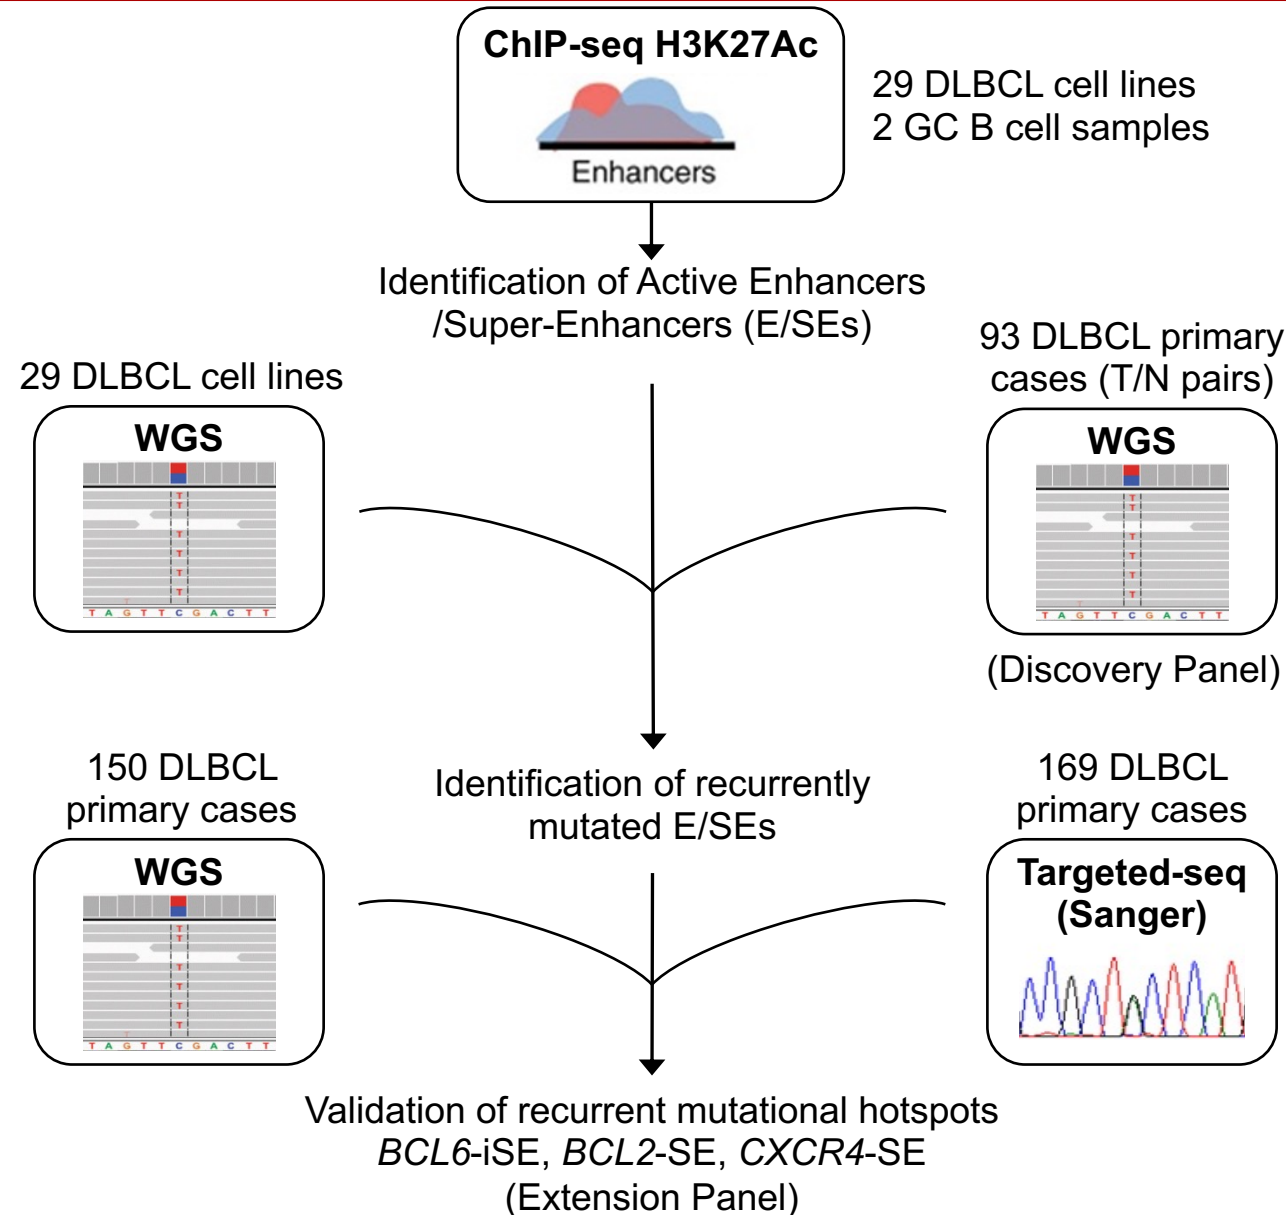 ChIP-seq H3K27Ac
Enhancers
29 DLBCL cell lines
2 GC B cell samples
Identification of Active Enhancers
/Super-Enhancers (E/SEs)
29 DLBCL cell lines
WGS
T
T
T
T
T
T
T
T A G T T C G A C T T
93 DLBCL primary
cases (T/N pairs)
WGS
T
T
T
T
T
T
T
T A G T T C G A C T T
(Discovery Panel)
Identification of recurrently
mutated E/SEs
150 DLBCL
primary cases
WGS
T
T
T
T
T
T
T
T A G T T C G A C T T
169 DLBCL
primary cases
Targeted-seq
(Sanger)
Validation of recurrent mutational hotspots
BCL6-iSE, BCL2-SE, CXCR4-SE
(Extension Panel)